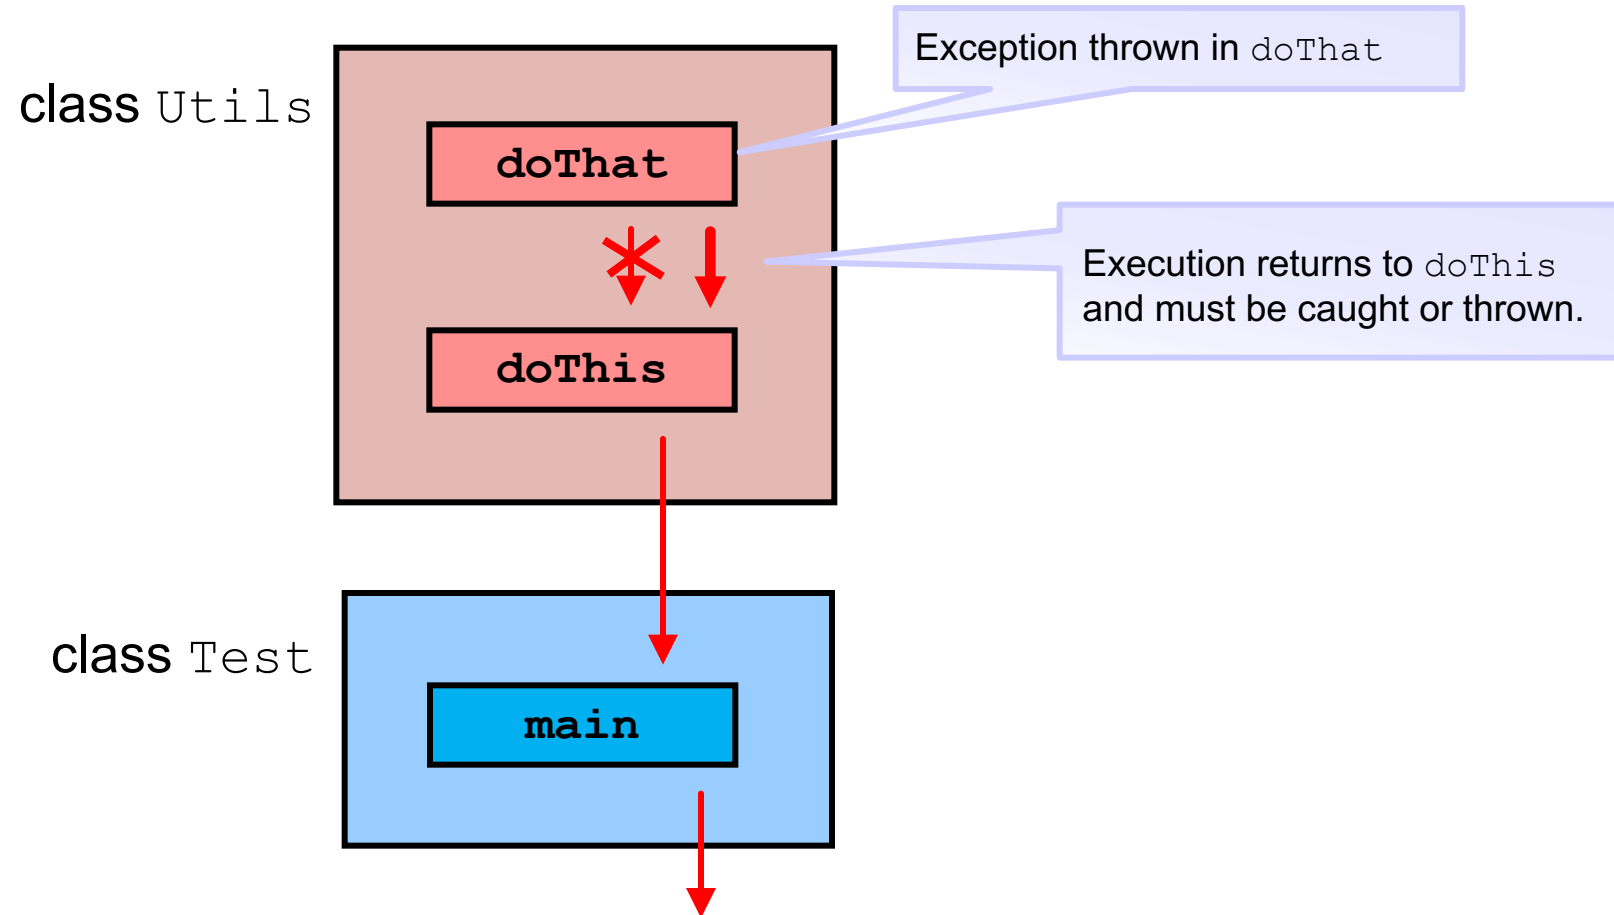 Exception thrown in doThat
class Utils
doThat
Execution returns to doThis
and must be caught or thrown.
doThis
class Test
main